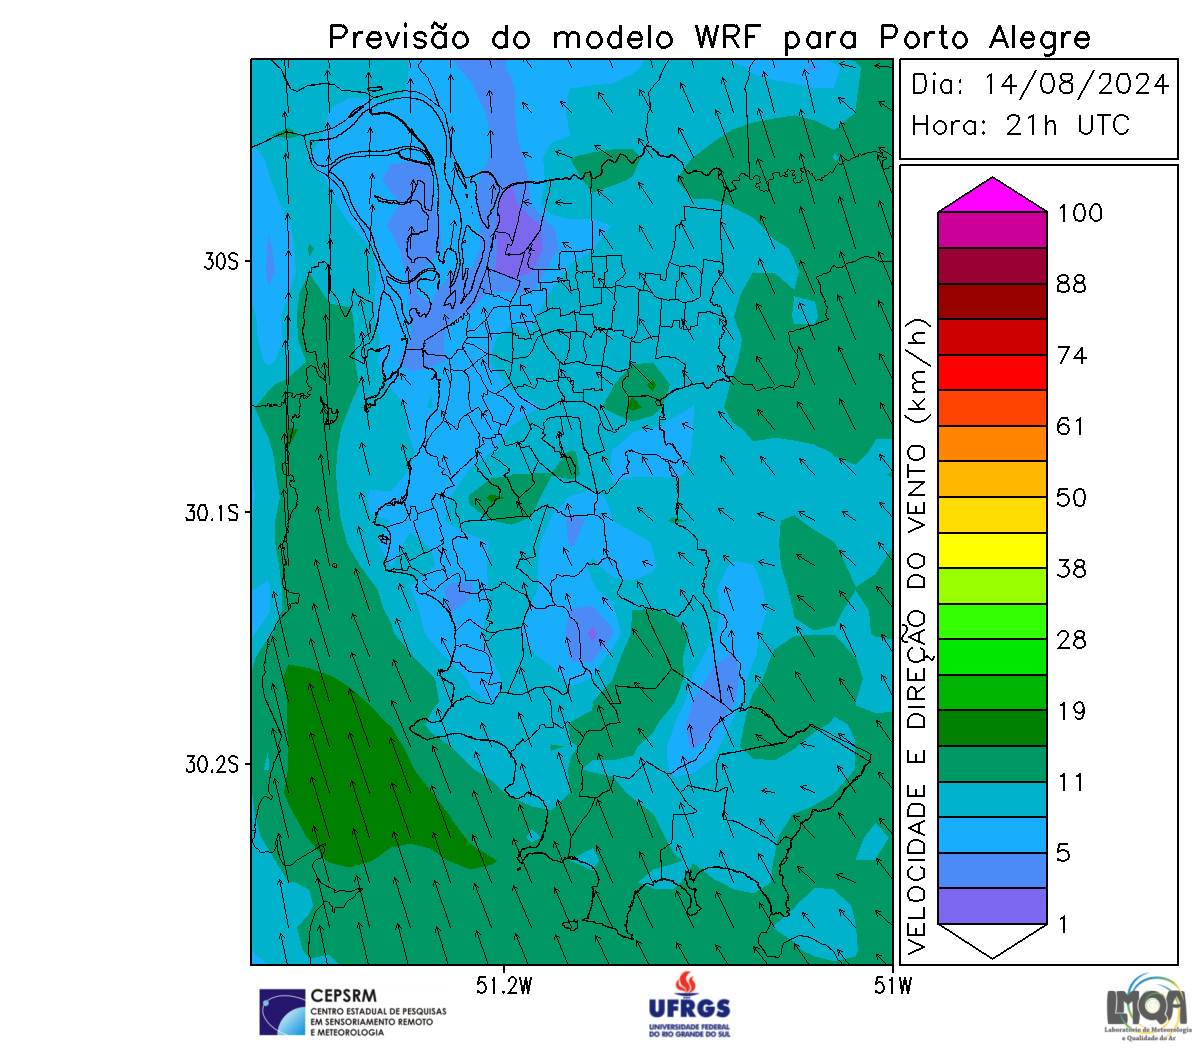 Previsão do modelo WRF para Porto Alegre
Dia: 14/08/2024
Hora: 21h UTC
100
88
74
61
50
38
28
19
11
5
1
VELOCIDADE E DIREÇÃO DO VENTO (km/h)
30S
30.1S
30.2S
51.2W
51W
CEPSRM
CENTRO ESTADUAL DE PESQUISAS
EM SENSORIAMENTO REMOTO
E METEOROLOGIA
UFRGS
UNIVERSIDADE FEDERAL
DO RIO GRANDE DO SUL
LMQA
Laboratório de Meteorologia
e Qualidade do Ar